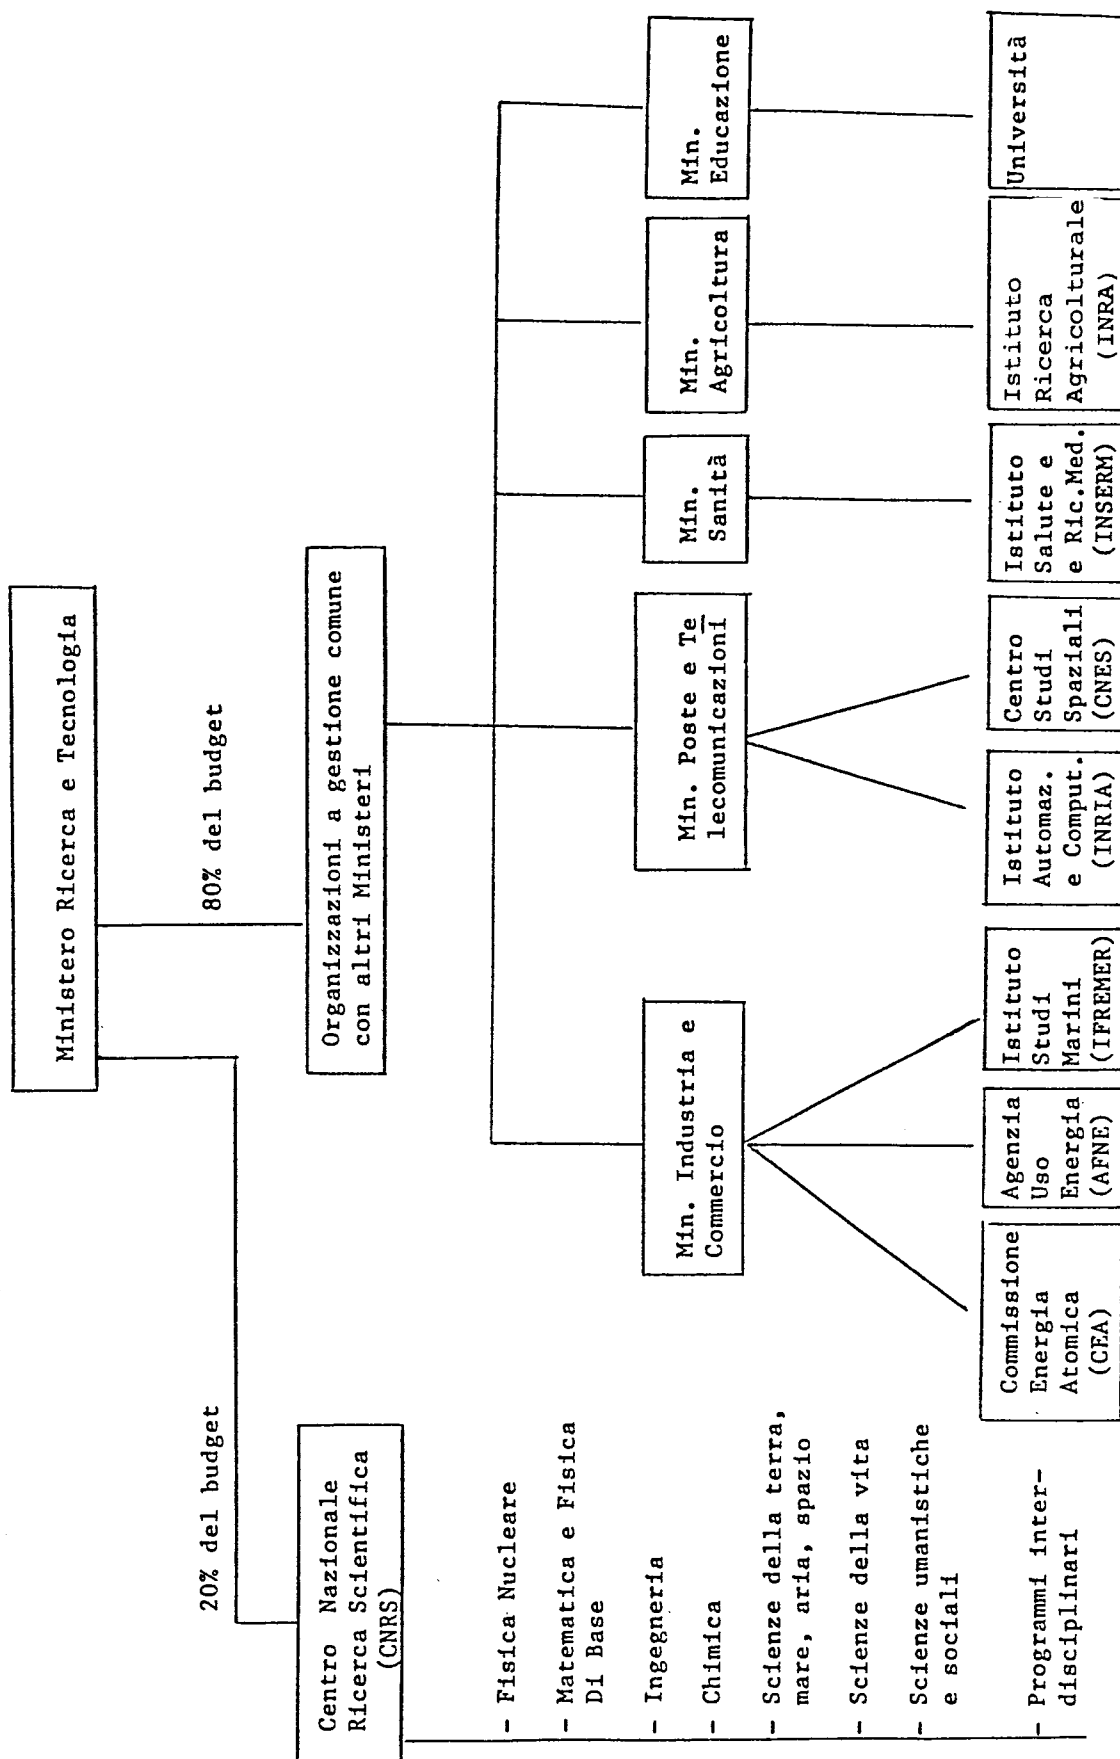 Ministero Ricerca e Tecnologia
20% del budget
80% del budget
Centro Nazionale
Ricerca Scientifica
(CNRS)
Organizzazioni a gestione comune
con altri Ministeri
- Fisica Nucleare
- Matematica e Fisica
Di Base
- Ingegneria
- Chimica
- Scienze della terra,
mare, aria, spazio
- Scienze della vita
- Scienze umanistiche
e sociali
- Programmi inter-
disciplinari
Min. Industria e
Commercio
Min. Poste e Te
lecomunicazioni
Min.
Sanità
Min.
Agricoltura
Min.
Educazione
Commissione
Energia
Atomica
(CEA)
Agenzia
Uso
Energia
(AFNE)
Istituto
Studi
Marini
(IFREMER)
Istituto
Automaz.
e Comput.
(INRIA)
Centro
Studi
Spaziali
(CNES)
Istituto
Salute e
e Ric.Med.
(INSERM)
Istituto
Ricerca
Agricolturale
(INRA)
Università